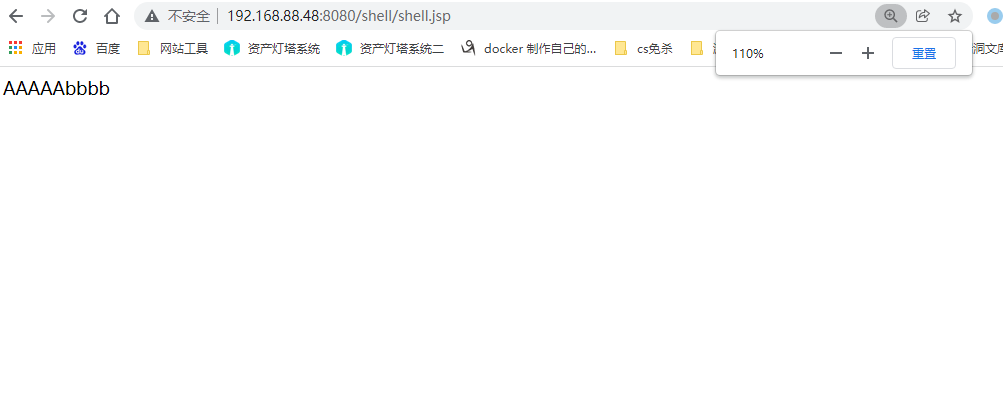 不安全 192.168.88.48:8080/shell/shell.jsp
应用 百度 网站工具 资产灯塔系统 资产灯塔系统二 docker 制作自己的... cs免杀 洞文库
110% 重置
AAAAAbbbb